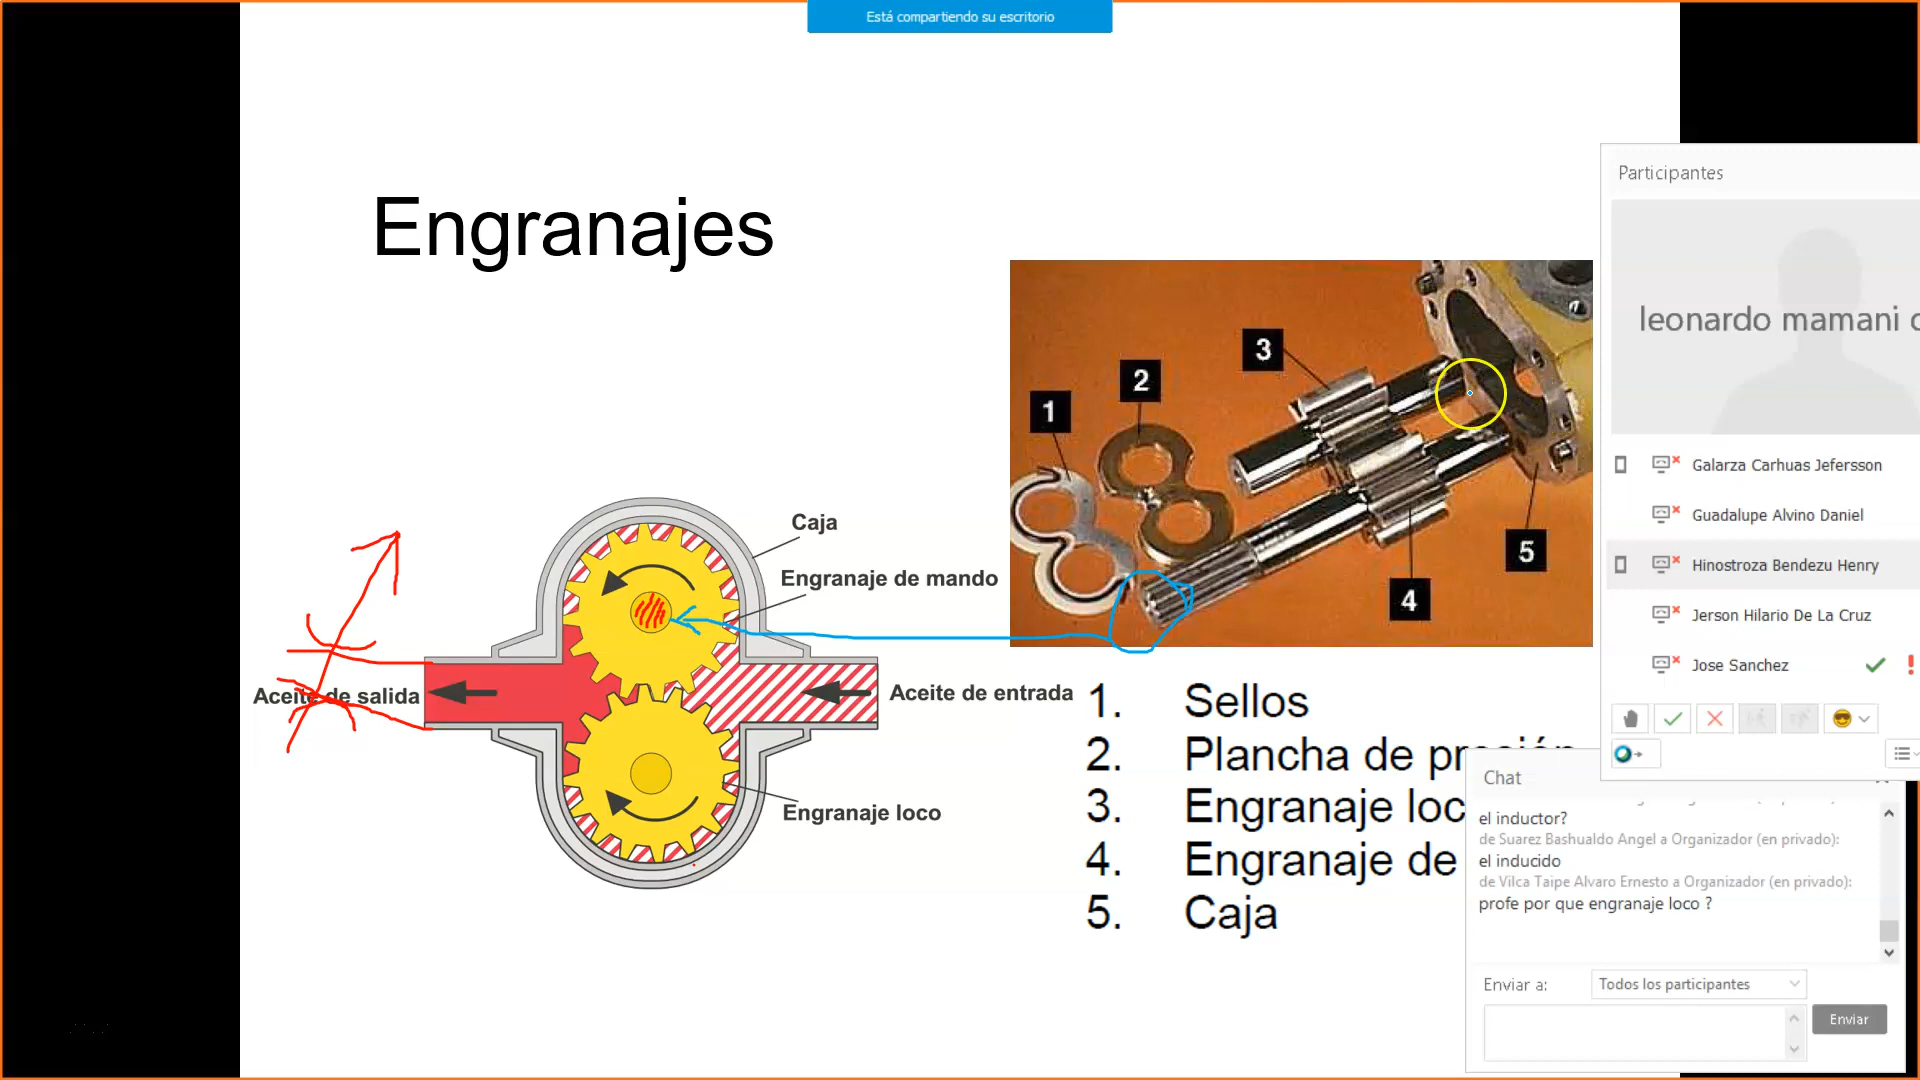 Está compartiendo su escritorio
Engranajes
Caja
Engranaje de mando
Aceite de salida
Aceite de entrada
Engranaje loco
1
2
3
4
5
1. Sellos
2. Plancha de presión
3. Engranaje loc
4. Engranaje de
5. Caja
Participantes
leonardo mamani c
Galarza Carhuas Jefersson
Guadalupe Alvino Daniel
Hinostroza Bendezu Henry
Jerson Hilario De La Cruz
Jose Sanchez
Chat
el inductor?
de Suarez Bashualdo Angel a Organizador (en privado):
el inducido
de Vilca Taipe Alvaro Ernesto a Organizador (en privado):
profe por que engranaje loco ?
Enviar a: Todos los participantes
Enviar